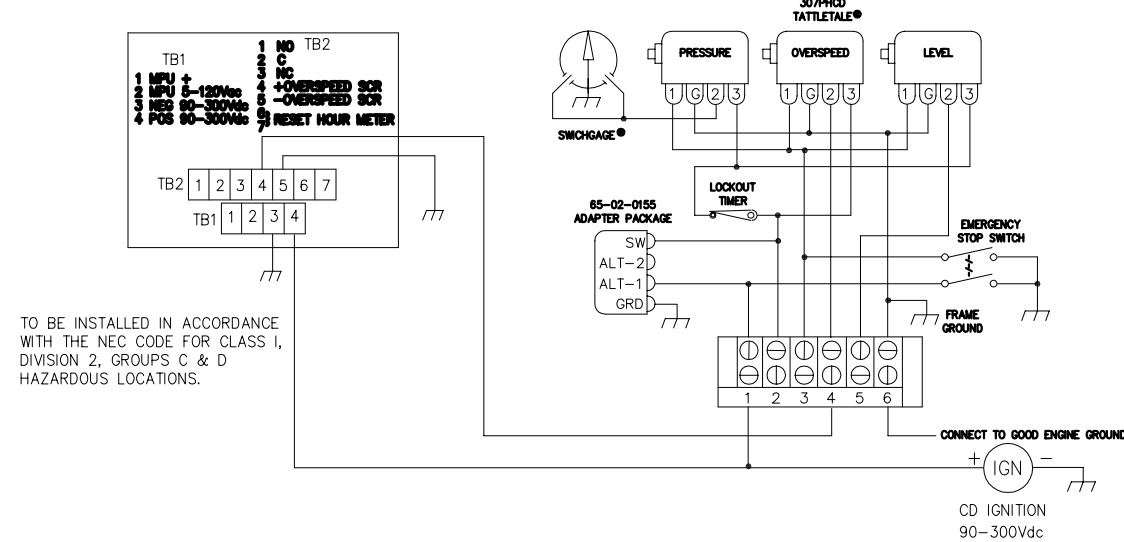 307PHCD
TATTLETALE●
TB1
1 MPU +
2 MPU 5-120Vac
3 NEG 90-300Vdc
4 POS 90-300Vdc
TB2
1 NO
2 C
3 NC
4 +OVERSPEED SCR
5 -OVERSPEED SCR
6
7 RESET HOUR METER
PRESSURE
OVERSPEED
LEVEL
1 G 2 3
1 G 2 3
1 G 2 3
SWICHGAGE●
TB2 1 2 3 4 5 6 7
TB1 1 2 3 4
LOCKOUT
TIMER
65-02-0155
ADAPTER PACKAGE
SW
ALT-2
ALT-1
GRD
EMERGENCY
STOP SWITCH
FRAME
GROUND
TO BE INSTALLED IN ACCORDANCE
WITH THE NEC CODE FOR CLASS I,
DIVISION 2, GROUPS C & D
HAZARDOUS LOCATIONS.
1 2 3 4 5 6
CONNECT TO GOOD ENGINE GROUND
+ IGN −
CD IGNITION
90-300Vdc